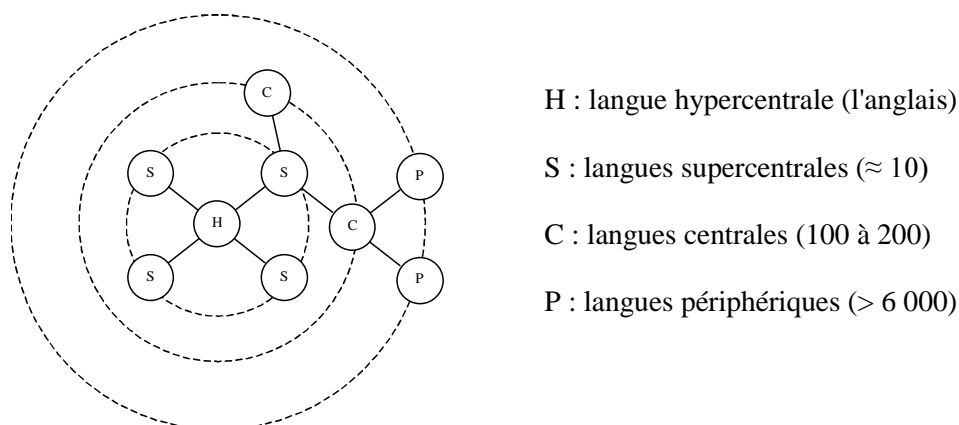 C
S
S
P
H
C
S
S
P
H : langue hypercentrale (l'anglais)
S : langues supercentrales (≈ 10)
C : langues centrales (100 à 200)
P : langues périphériques (> 6 000)